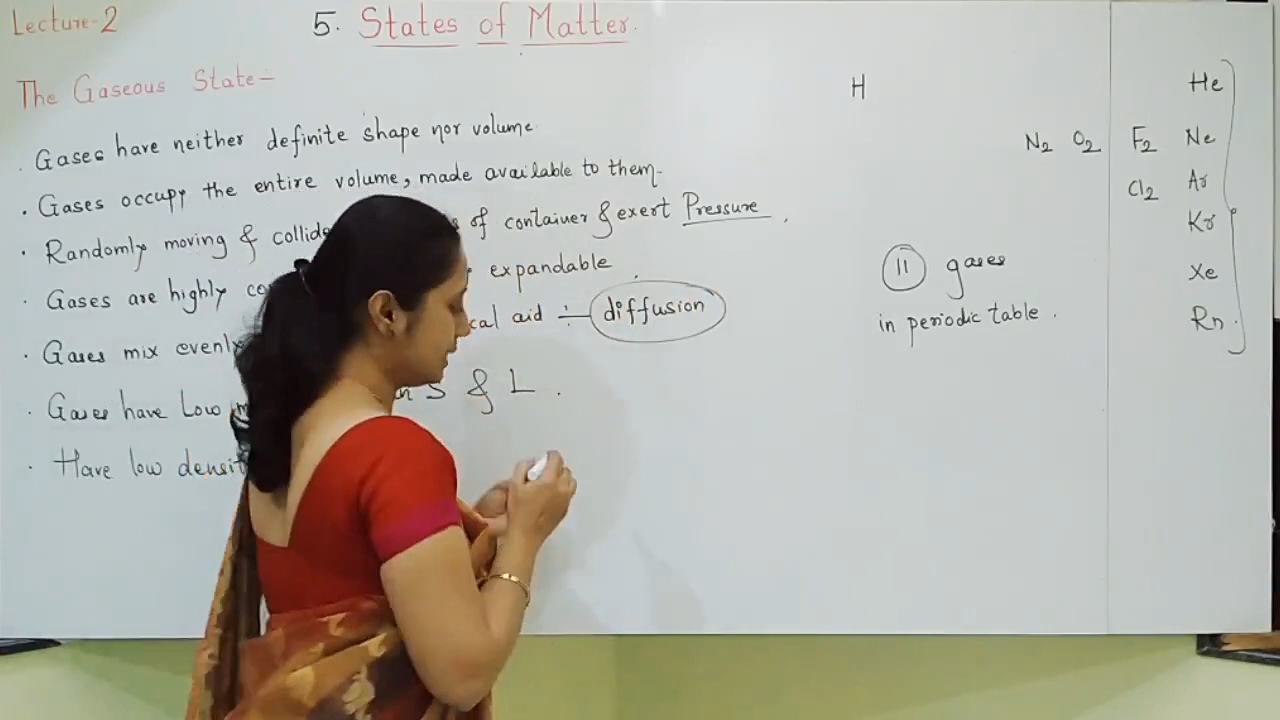 Lecture-2
5. States of Matter.
The Gaseous State:-
. Gases have neither definite shape nor volume
. Gases occupy the entire volume, made available to them.
. Randomly moving & collide of container & exert Pressure.
. Gases are highly expandable.
. Gases mix evenly aid :- diffusion
. Gases have Low S & L.
. Have low densit
H
He
N2 O2 F2 Ne
Cl2 Ar
Kr
Xe
Rn.
11 gases
in periodic table.